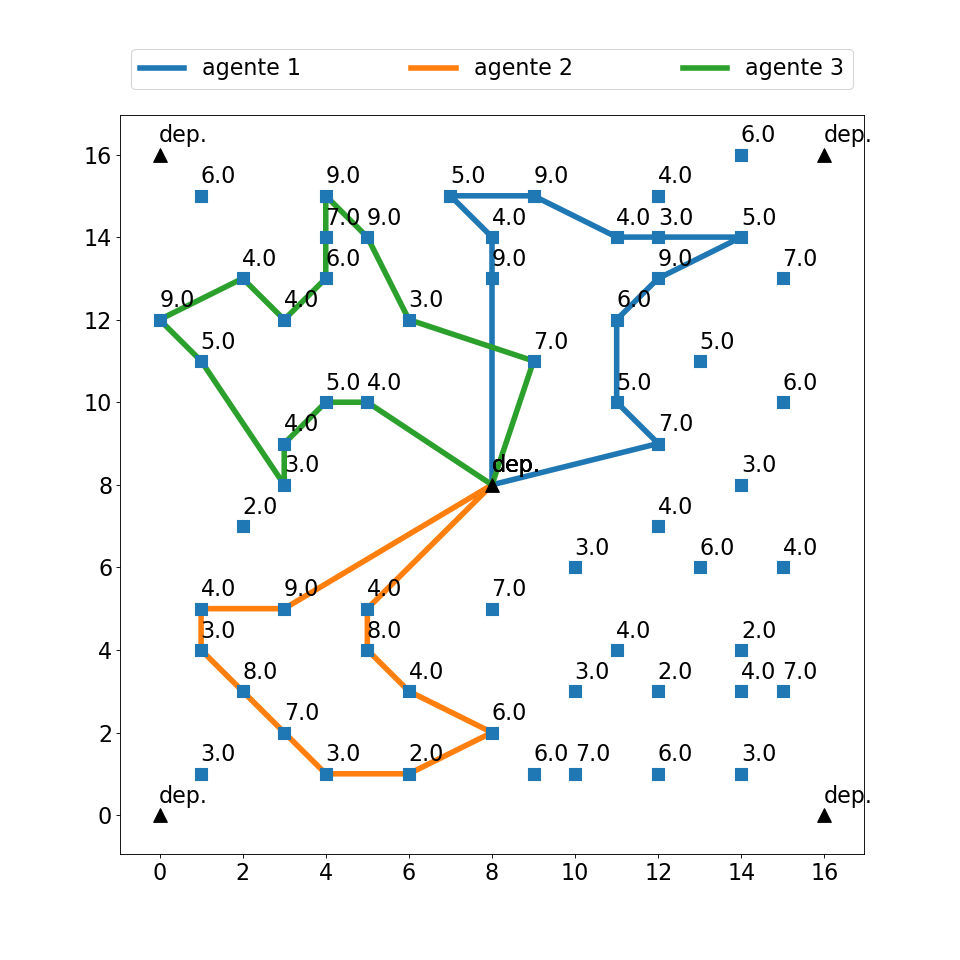 agente 1 agente 2 agente 3
dep. 6.0 dep.
16
6.0 9.0 5.0 9.0 4.0
7.0 9.0 4.0 4.0 3.0 5.0
14
4.0 6.0 9.0 9.0 7.0
9.0 4.0 3.0 6.0
12
5.0 7.0 5.0
5.0 4.0 5.0 6.0
10
4.0 7.0
3.0 dep. dep. 3.0
8
2.0 4.0
3.0 6.0 4.0
6
4.0 9.0 4.0 7.0
3.0 8.0 4.0 2.0
4
8.0 4.0 3.0 2.0 4.0 7.0
7.0 6.0
2
3.0 3.0 2.0 6.0 7.0 6.0 3.0
dep. dep.
0
0 2 4 6 8 10 12 14 16